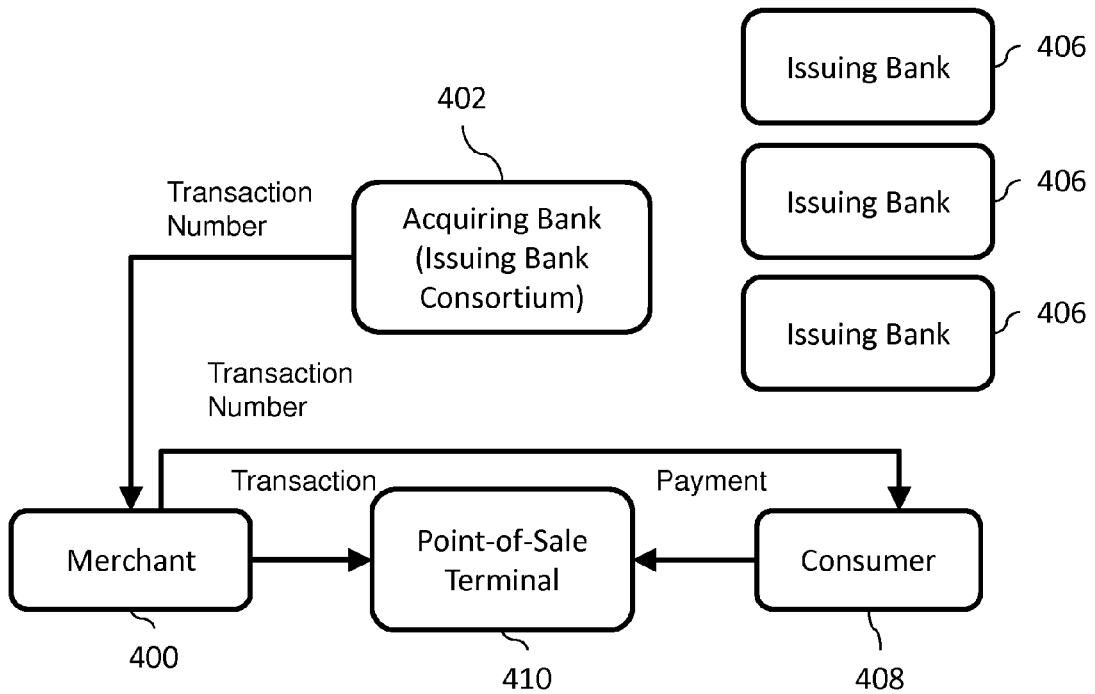 Issuing Bank
406
402
Issuing Bank
406
Transaction
Number
Acquiring Bank
(Issuing Bank
Consortium)
Issuing Bank
406
Transaction
Number
Transaction
Payment
Merchant
Point-of-Sale
Terminal
Consumer
400
410
408